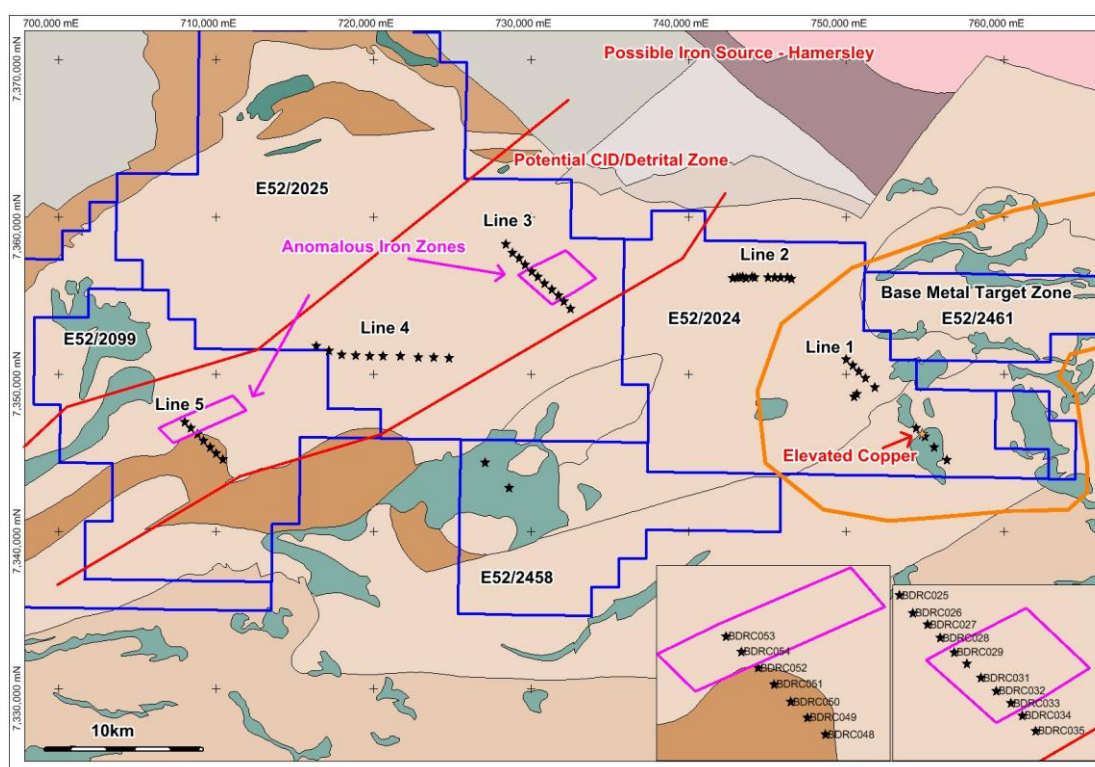 700,000 mE
710,000 mE
720,000 mE
730,000 mE
740,000 mE
750,000 mE
760,000 mE
7,370,000 mN
7,360,000 mN
7,350,000 mN
7,340,000 mN
7,330,000 mN
Possible Iron Source - Hamersley
Potential CID/Detrital Zone
E52/2025
Line 3
Anomalous Iron Zones
Line 2
Base Metal Target Zone
E52/2461
E52/2024
E52/2099
Line 4
Line 1
Line 5
Elevated Copper
E52/2458
10km
BDRC053
BDRC054
BDRC052
BDRC051
BDRC050
BDRC049
BDRC048
BDRC025
BDRC026
BDRC027
BDRC028
BDRC029
BDRC031
BDRC032
BDRC033
BDRC034
BDRC035